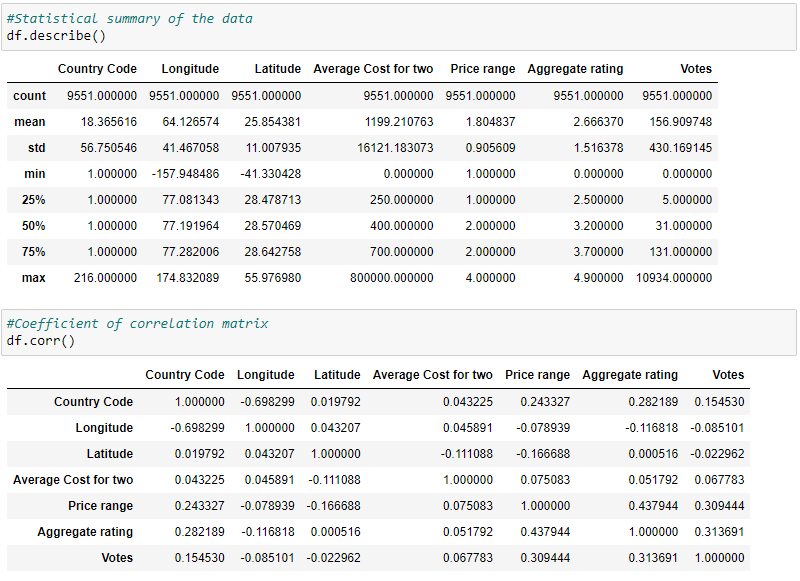 #Statistical summary of the data
df.describe()
Country Code Longitude Latitude Average Cost for two Price range Aggregate rating Votes
count 9551.000000 9551.000000 9551.000000 9551.000000 9551.000000 9551.000000 9551.000000
mean 18.365616 64.126574 25.854381 1199.210763 1.804837 2.666370 156.909748
std 56.750546 41.467058 11.007935 16121.183073 0.905609 1.516378 430.169145
min 1.000000 -157.948486 -41.330428 0.000000 1.000000 0.000000 0.000000
25% 1.000000 77.081343 28.478713 250.000000 1.000000 2.500000 5.000000
50% 1.000000 77.191964 28.570469 400.000000 2.000000 3.200000 31.000000
75% 1.000000 77.282006 28.642758 700.000000 2.000000 3.700000 131.000000
max 216.000000 174.832089 55.976980 800000.000000 4.000000 4.900000 10934.000000
#Coefficient of correlation matrix
df.corr()
Country Code Longitude Latitude Average Cost for two Price range Aggregate rating Votes
Country Code 1.000000 -0.698299 0.019792 0.043225 0.243327 0.282189 0.154530
Longitude -0.698299 1.000000 0.043207 0.045891 -0.078939 -0.116818 -0.085101
Latitude 0.019792 0.043207 1.000000 -0.111088 -0.166688 0.000516 -0.022962
Average Cost for two 0.043225 0.045891 -0.111088 1.000000 0.075083 0.051792 0.067783
Price range 0.243327 -0.078939 -0.166688 0.075083 1.000000 0.437944 0.309444
Aggregate rating 0.282189 -0.116818 0.000516 0.051792 0.437944 1.000000 0.313691
Votes 0.154530 -0.085101 -0.022962 0.067783 0.309444 0.313691 1.000000